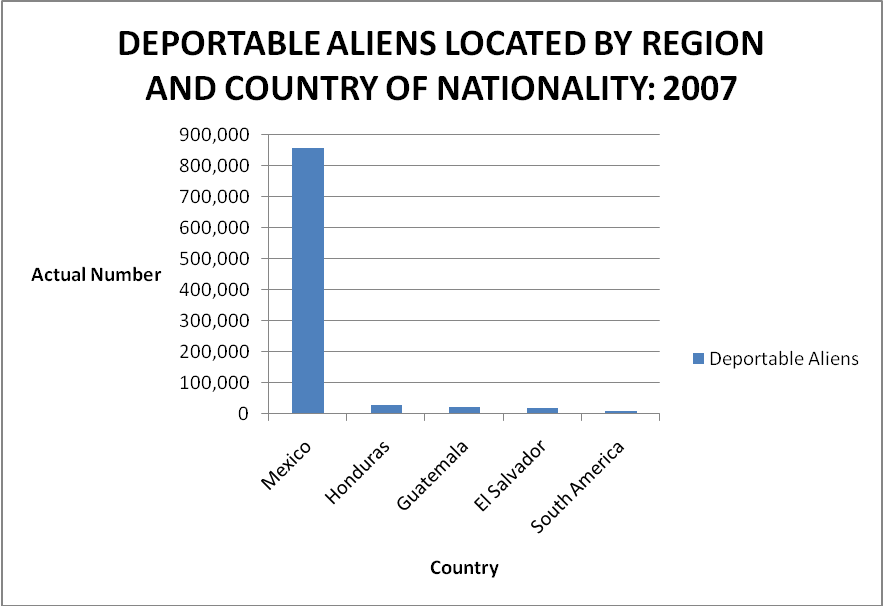 DEPORTABLE ALIENS LOCATED BY REGION
AND COUNTRY OF NATIONALITY: 2007
900,000
800,000
700,000
600,000
500,000
400,000
300,000
200,000
100,000
0
Actual Number
Mexico
Honduras
Guatemala
El Salvador
South America
Country
Deportable Aliens